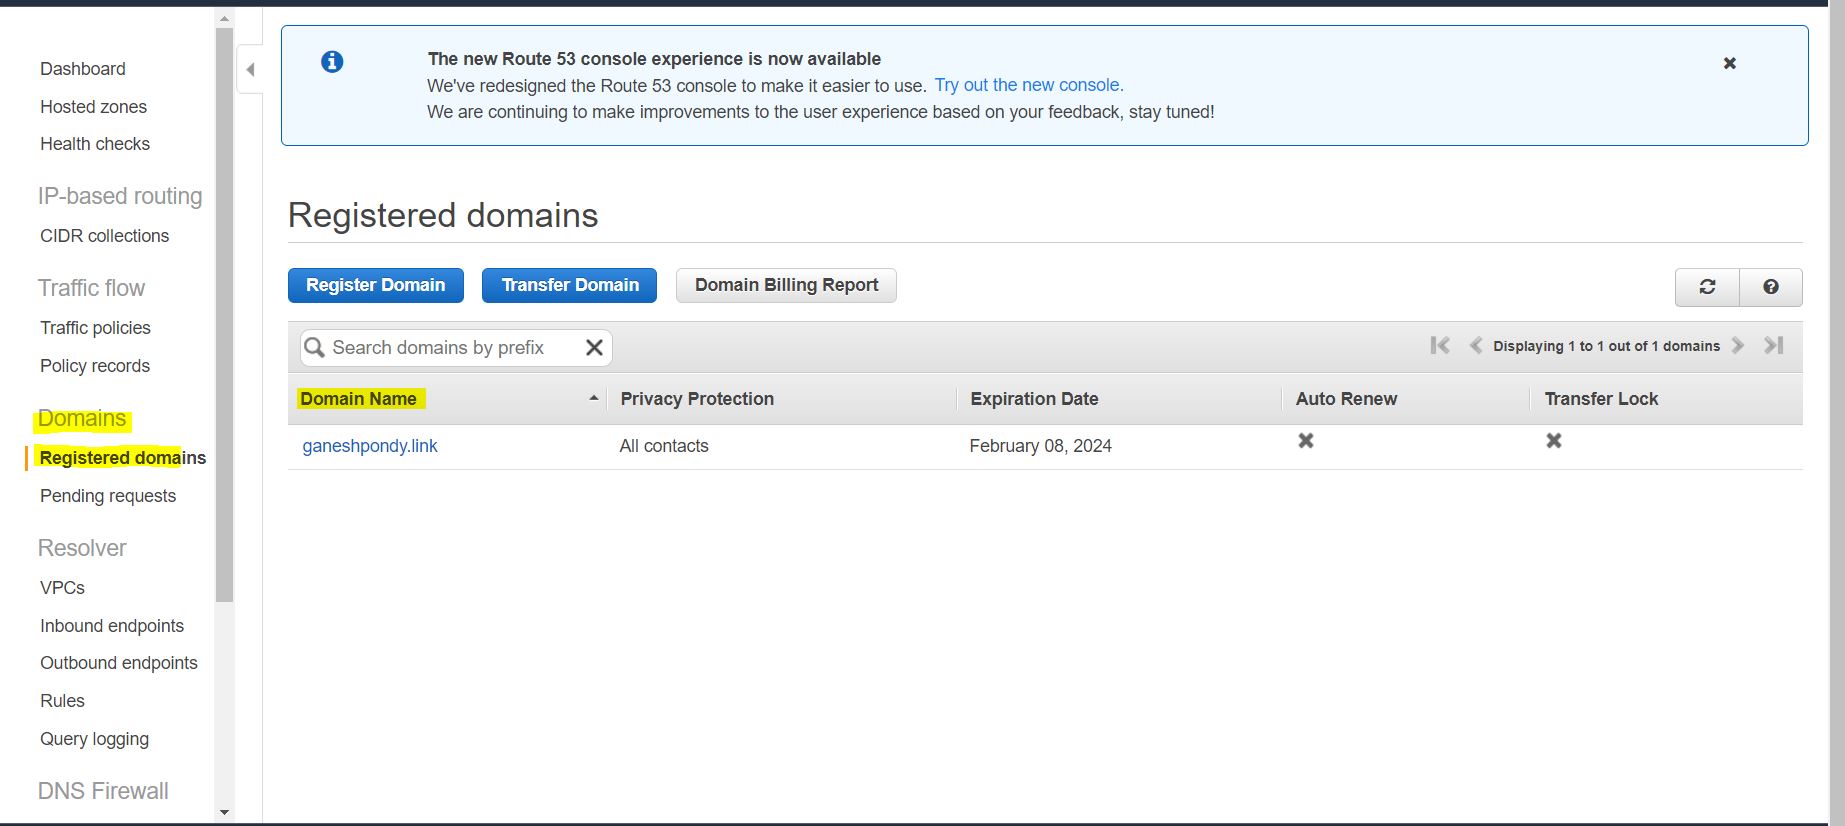 Dashboard
Hosted zones
Health checks
IP-based routing
CIDR collections
Traffic flow
Traffic policies
Policy records
Domains
Registered domains
Pending requests
Resolver
VPCs
Inbound endpoints
Outbound endpoints
Rules
Query logging
DNS Firewall
The new Route 53 console experience is now available
We've redesigned the Route 53 console to make it easier to use. Try out the new console.
We are continuing to make improvements to the user experience based on your feedback, stay tuned!
Registered domains
Register Domain Transfer Domain Domain Billing Report
Search domains by prefix Displaying 1 to 1 out of 1 domains
Domain Name Privacy Protection Expiration Date Auto Renew Transfer Lock
ganeshpondy.link All contacts February 08, 2024